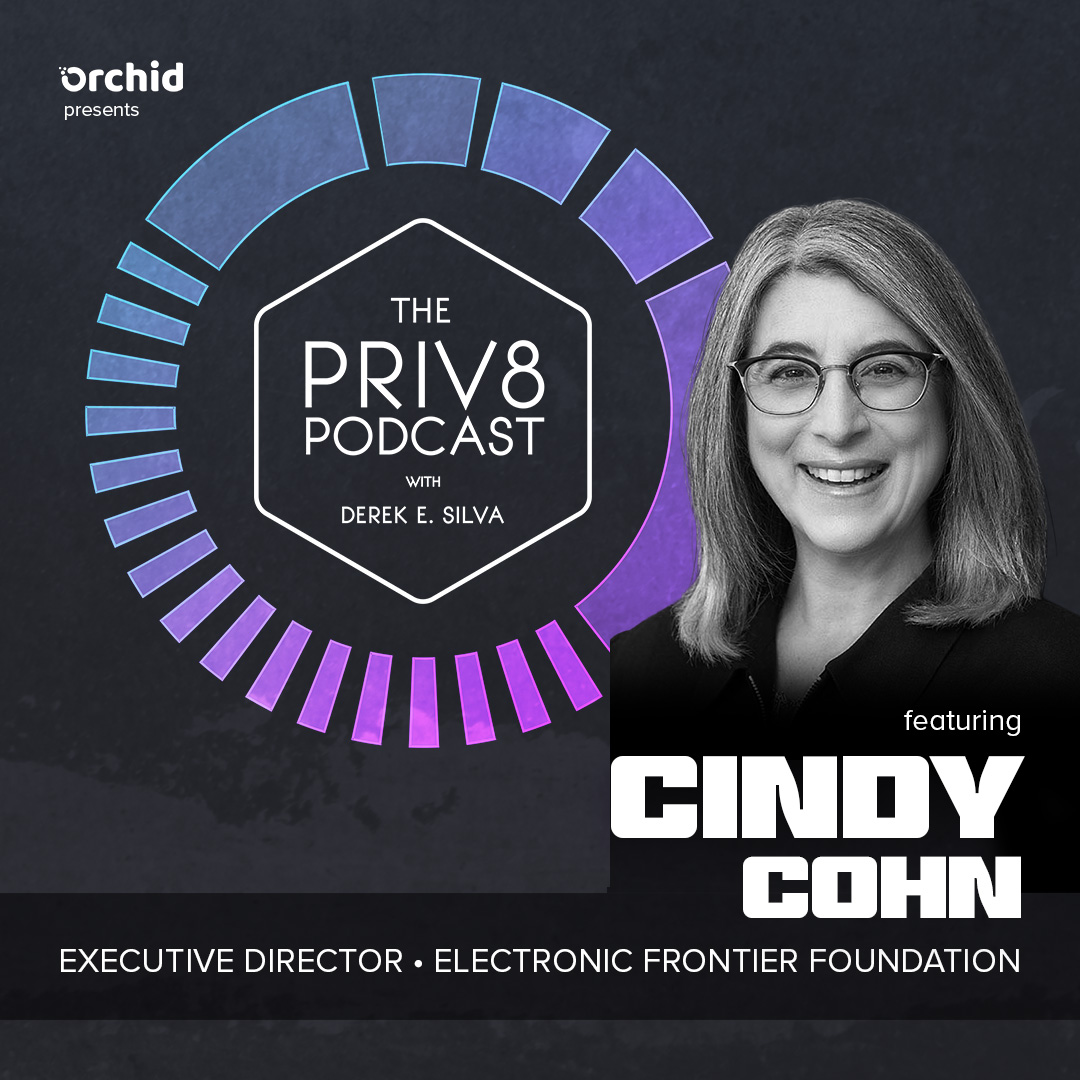 Orchid
presents
THE
PRIV8
PODCAST
WITH
DEREK E. SILVA
featuring
CINDY
COHN
EXECUTIVE DIRECTOR • ELECTRONIC FRONTIER FOUNDATION